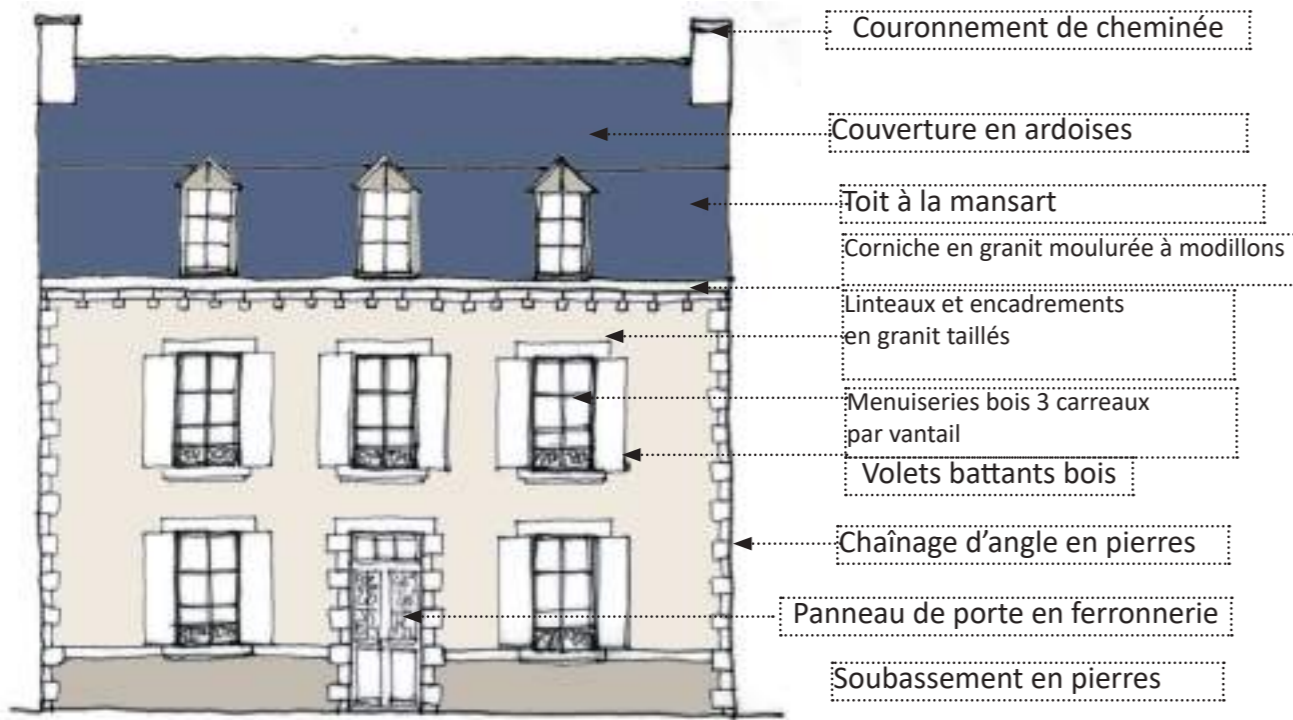 Couronnement de cheminée
Couverture en ardoises
Toit à la mansart
Corniche en granit moulurée à modillons
Linteaux et encadrements
en granit taillés
Menuiseries bois 3 carreaux
par vantail
Volets battants bois
Chaînage d’angle en pierres
Panneau de porte en ferronnerie
Soubassement en pierres